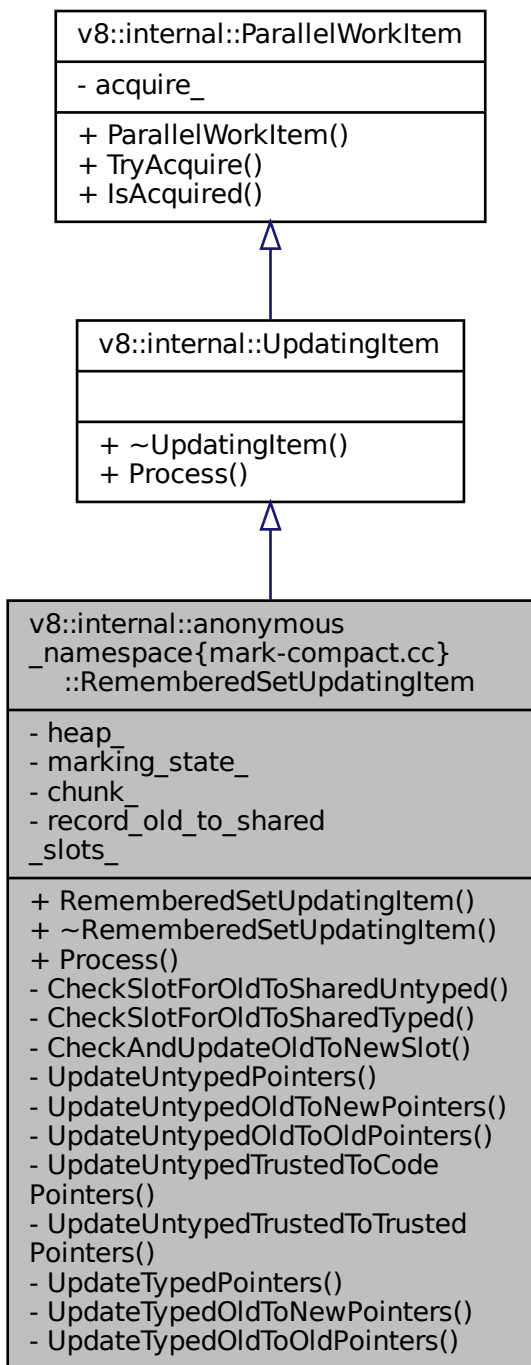 v8::internal::ParallelWorkItem
- acquire_
+ ParallelWorkItem()
+ TryAcquire()
+ IsAcquired()
v8::internal::UpdatingItem
+ ~UpdatingItem()
+ Process()
v8::internal::anonymous
_namespace{mark-compact.cc}
::RememberedSetUpdatingItem
- heap_
- marking_state_
- chunk_
- record_old_to_shared
_slots_
+ RememberedSetUpdatingItem()
+ ~RememberedSetUpdatingItem()
+ Process()
- CheckSlotForOldToSharedUntyped()
- CheckSlotForOldToSharedTyped()
- CheckAndUpdateOldToNewSlot()
- UpdateUntypedPointers()
- UpdateUntypedOldToNewPointers()
- UpdateUntypedOldToOldPointers()
- UpdateUntypedTrustedToCode
Pointers()
- UpdateUntypedTrustedToTrusted
Pointers()
- UpdateTypedPointers()
- UpdateTypedOldToNewPointers()
- UpdateTypedOldToOldPointers()